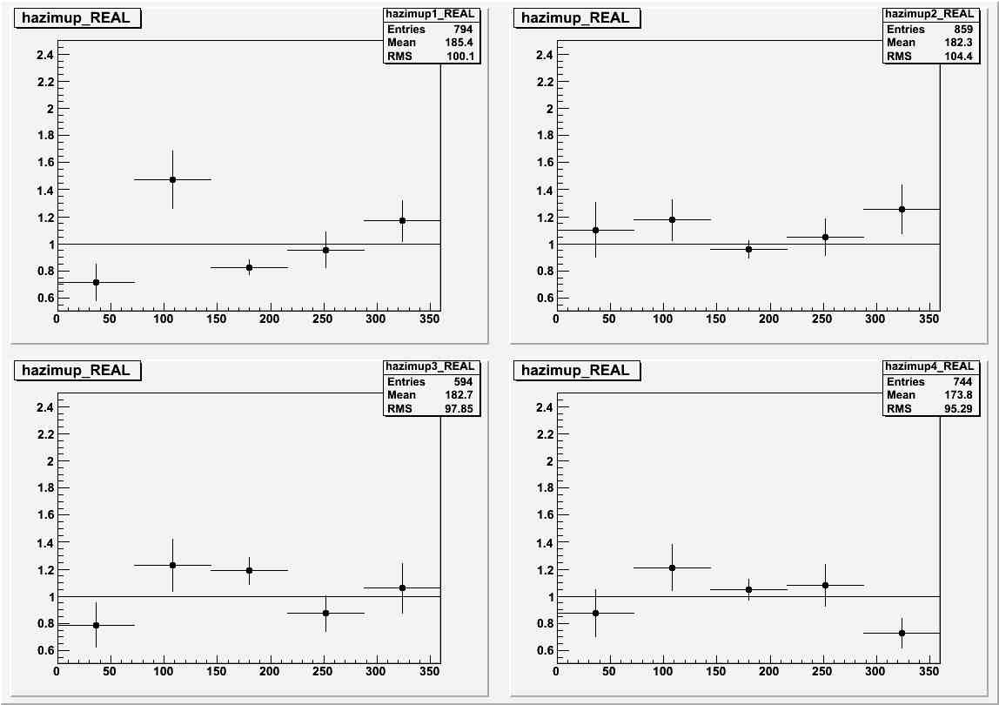 hazimup_REAL
hazimup1_REAL
Entries 794
Mean 185.4
RMS 100.1
2.4
2.2
2
1.8
1.6
1.4
1.2
1
0.8
0.6
0 50 100 150 200 250 300 350
hazimup_REAL
hazimup2_REAL
Entries 859
Mean 182.3
RMS 104.4
2.4
2.2
2
1.8
1.6
1.4
1.2
1
0.8
0.6
0 50 100 150 200 250 300 350
hazimup_REAL
hazimup3_REAL
Entries 594
Mean 182.7
RMS 97.85
2.4
2.2
2
1.8
1.6
1.4
1.2
1
0.8
0.6
0 50 100 150 200 250 300 350
hazimup_REAL
hazimup4_REAL
Entries 744
Mean 173.8
RMS 95.29
2.4
2.2
2
1.8
1.6
1.4
1.2
1
0.8
0.6
0 50 100 150 200 250 300 350